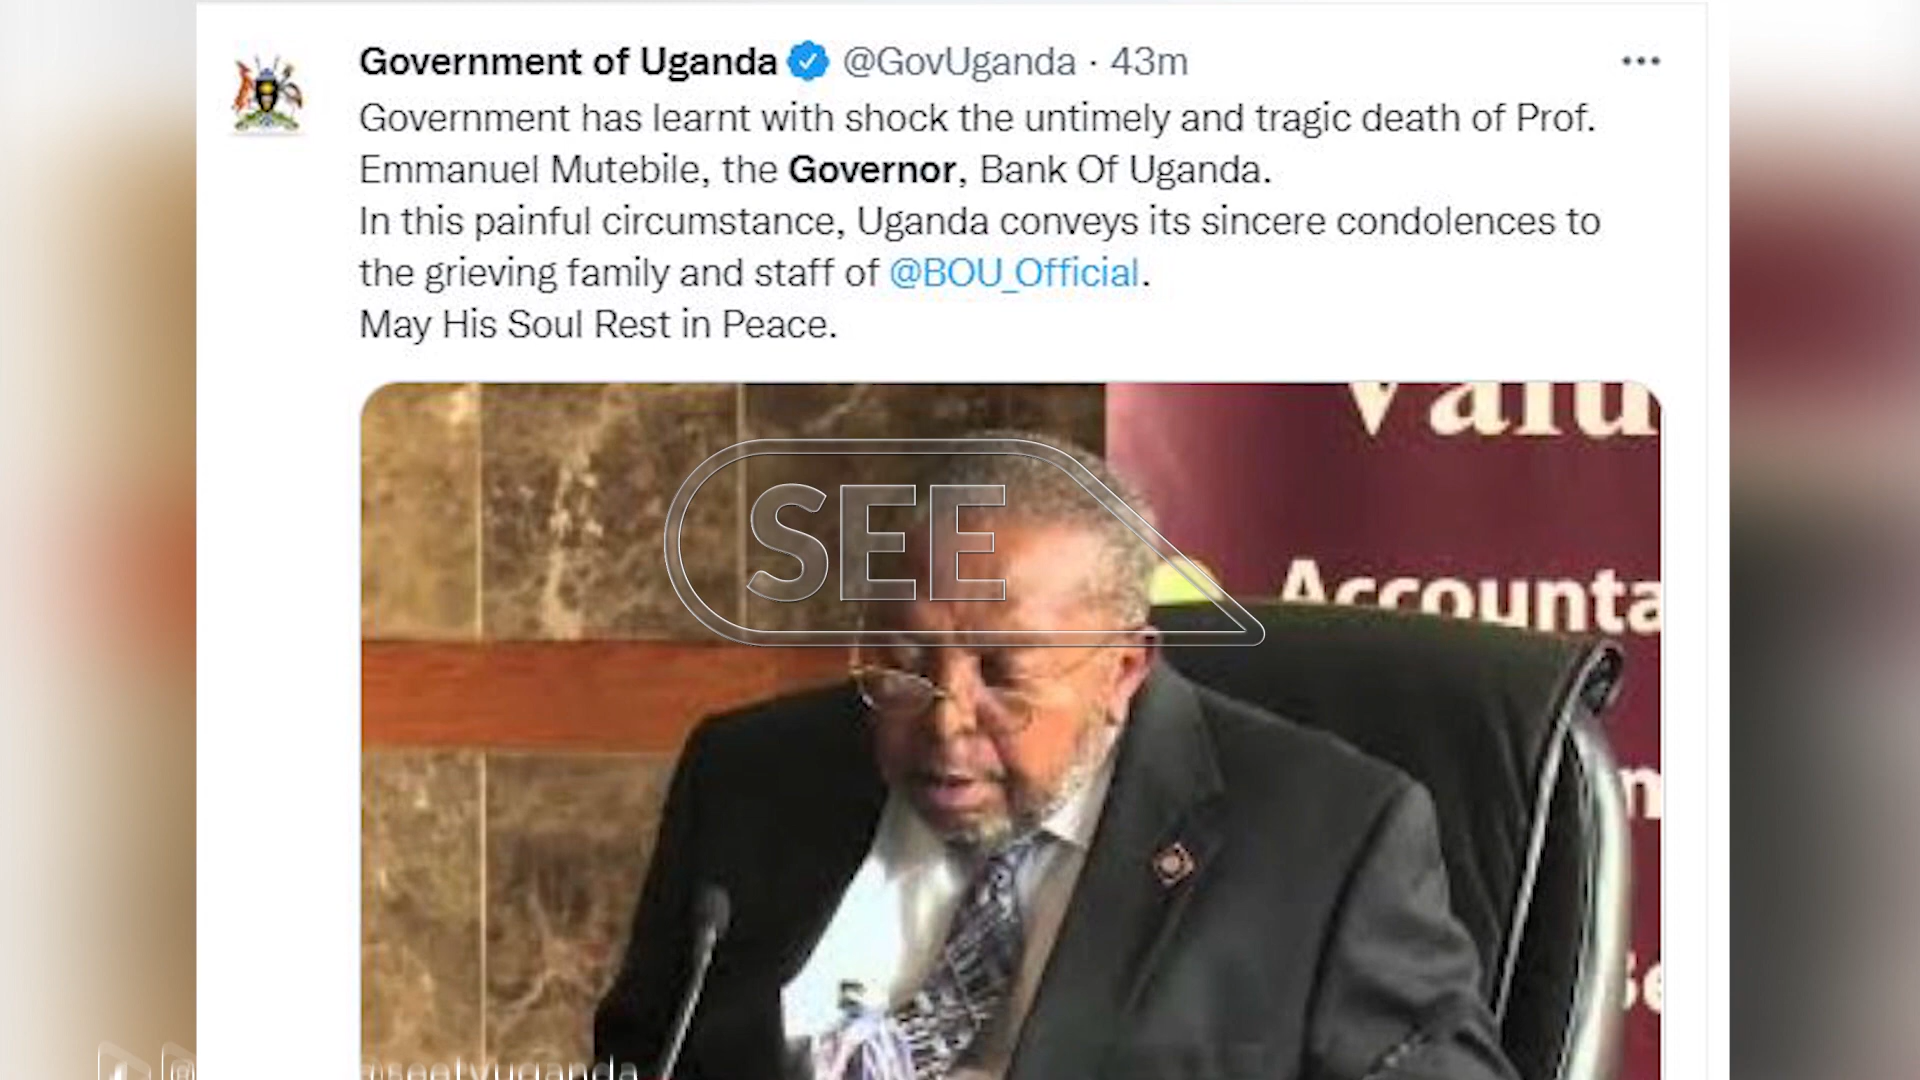 Government of Uganda @GovUganda · 43m
Government has learnt with shock the untimely and tragic death of Prof.
Emmanuel Mutebile, the Governor, Bank Of Uganda.
In this painful circumstance, Uganda conveys its sincere condolences to
the grieving family and staff of @BOU_Official.
May His Soul Rest in Peace.
Valu
SEE
Accounta
@seetvuganda